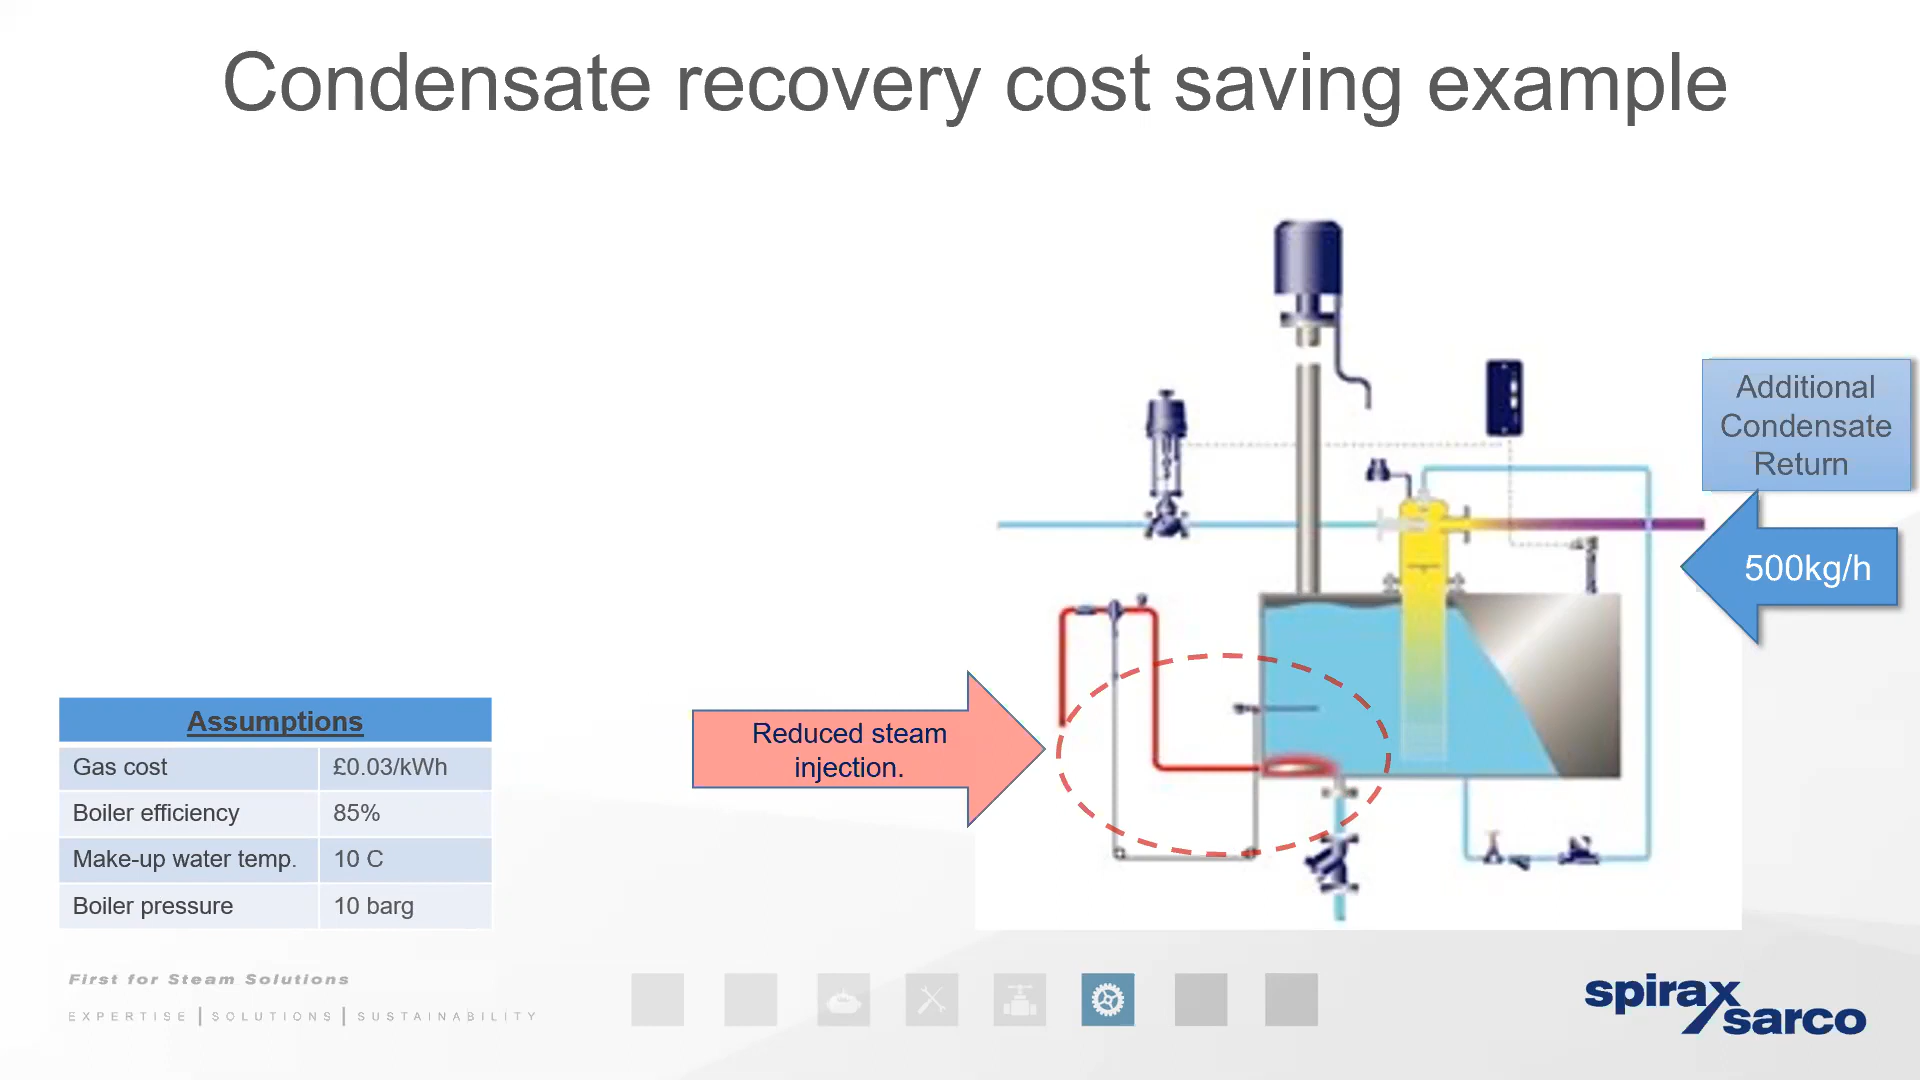 Condensate recovery cost saving example
Additional
Condensate
Return
500kg/h
Reduced steam
injection.
Assumptions
Gas cost £0.03/kWh
Boiler efficiency 85%
Make-up water temp. 10 C
Boiler pressure 10 barg
First for Steam Solutions
EXPERTISE | SOLUTIONS | SUSTAINABILITY
spirax
sarco